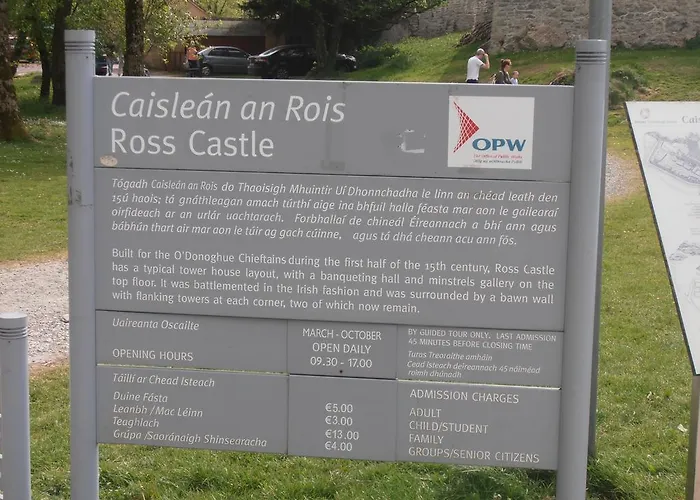 Caisleán an Rois
Ross Castle
OPW
Tógadh Caisleán an Rois do Thaoisigh Mhuintir Uí Dhonnchadha le linn an chéad leath den
15ú haois; tá gnáthleagan amach túrthí aige ina bhfuil halla féasta mar aon le gailearaí
oirfideach ar an urlár uachtarach. Forbhallaí de chineál Éireannach a bhí ann agus
bábhún thart air mar aon le túir ag gach cúinne, agus tá dhá cheann acu ann fós.
Built for the O'Donoghue Chieftains during the first half of the 15th century, Ross Castle
has a typical tower house layout, with a banqueting hall and minstrels gallery on the
top floor. It was battlemented in the Irish fashion and was surrounded by a bawn wall
with flanking towers at each corner, two of which now remain.
Uaireanta Oscailte
OPENING HOURS
MARCH - OCTOBER
OPEN DAILY
09.30 - 17.00
BY GUIDED TOUR ONLY. LAST ADMISSION
45 MINUTES BEFORE CLOSING TIME
Turas Treoraithe amháin
Cead Isteach deireannach 45 nóiméad
roimh dhúnadh
Táillí ar Chead Isteach
Duine Fásta
Leanbh /Mac Léinn
Teaghlach
Grúpa /Saoránaigh Shinsearacha
€5.00
€3.00
€13.00
€4.00
ADMISSION CHARGES
ADULT
CHILD/STUDENT
FAMILY
GROUPS/SENIOR CITIZENS